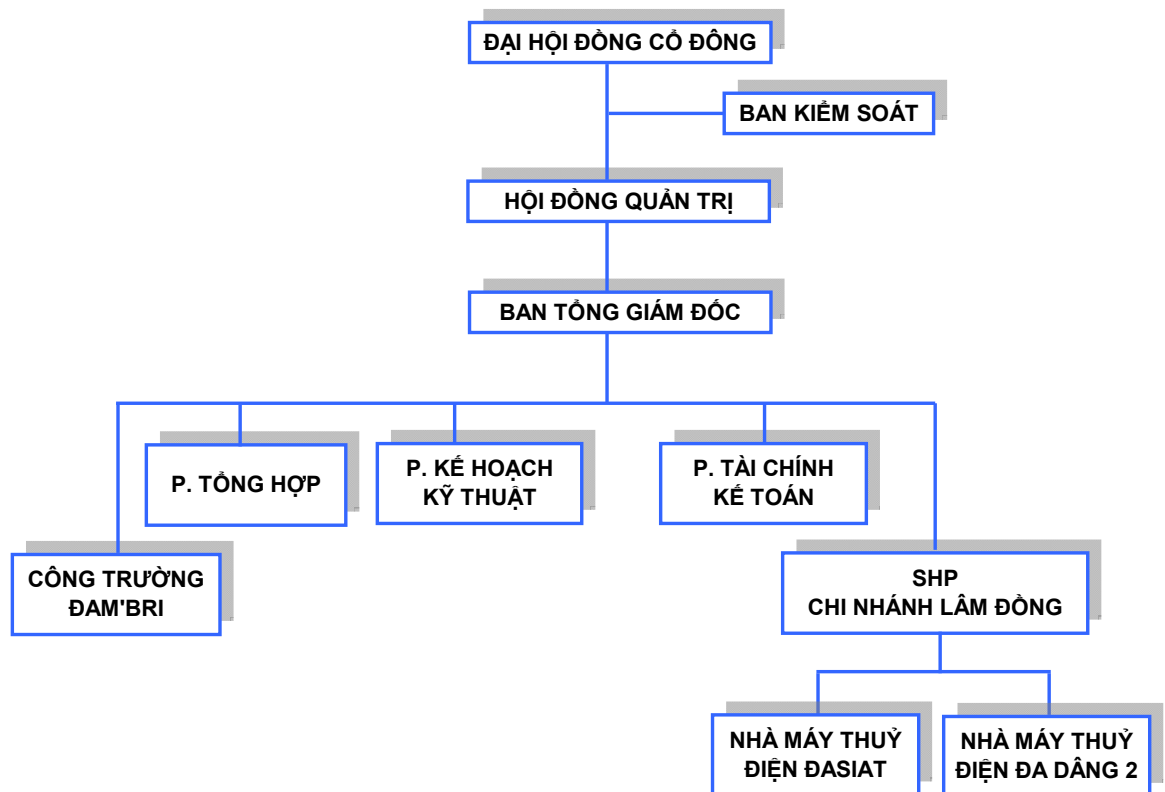 ĐẠI HỘI ĐỒNG CỔ ĐÔNG
BAN KIỂM SOÁT
HỘI ĐỒNG QUẢN TRỊ
BAN TỔNG GIÁM ĐỐC
P. TỔNG HỢP
P. KẾ HOẠCH
KỸ THUẬT
P. TÀI CHÍNH
KẾ TOÁN
CÔNG TRƯỜNG
ĐAM'BRI
SHP
CHI NHÁNH LÂM ĐỒNG
NHÀ MÁY THUỶ
ĐIỆN ĐASIAT
NHÀ MÁY THUỶ
ĐIỆN ĐA DÂNG 2